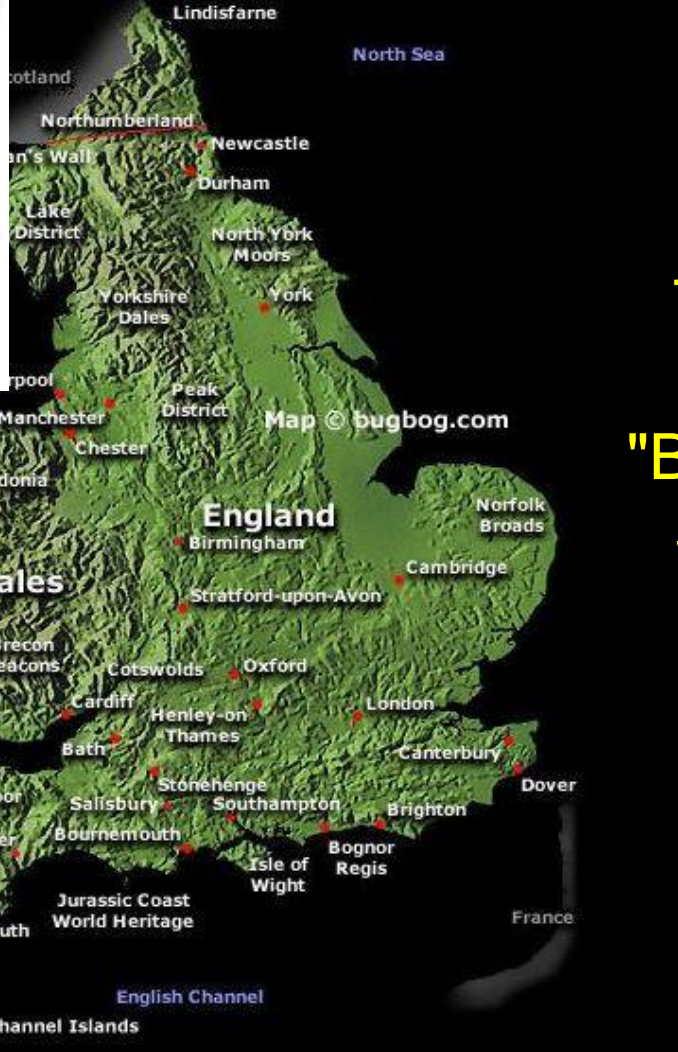 Lindisfarne
North Sea
cotland
Northumberland
Newcastle
an's Wall
Durham
Lake
District
North York
Moors
York
Yorkshire
Dales
rpool
Peak
District
Manchester
Map © bugbog.com
Chester
"B
donia
Norfolk
Broads
England
Birmingham
Cambridge
ales
Stratford-upon-Avon
recon
eacons
Cotswolds
Oxford
Cardiff
Henley-on
Thames
London
Bath
Canterbury
Stonehenge
Dover
or
Salisbury
Southampton
Brighton
er
Bournemouth
Bognor
Regis
Isle of
Wight
Jurassic Coast
World Heritage
France
uth
English Channel
hannel Islands